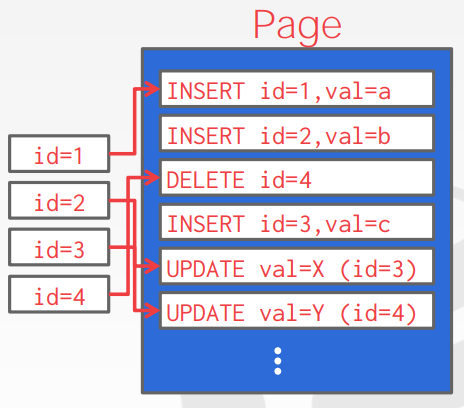 Page
INSERT id=1,val=a
INSERT id=2,val=b
DELETE id=4
INSERT id=3,val=c
UPDATE val=X (id=3)
UPDATE val=Y (id=4)
id=1
id=2
id=3
id=4